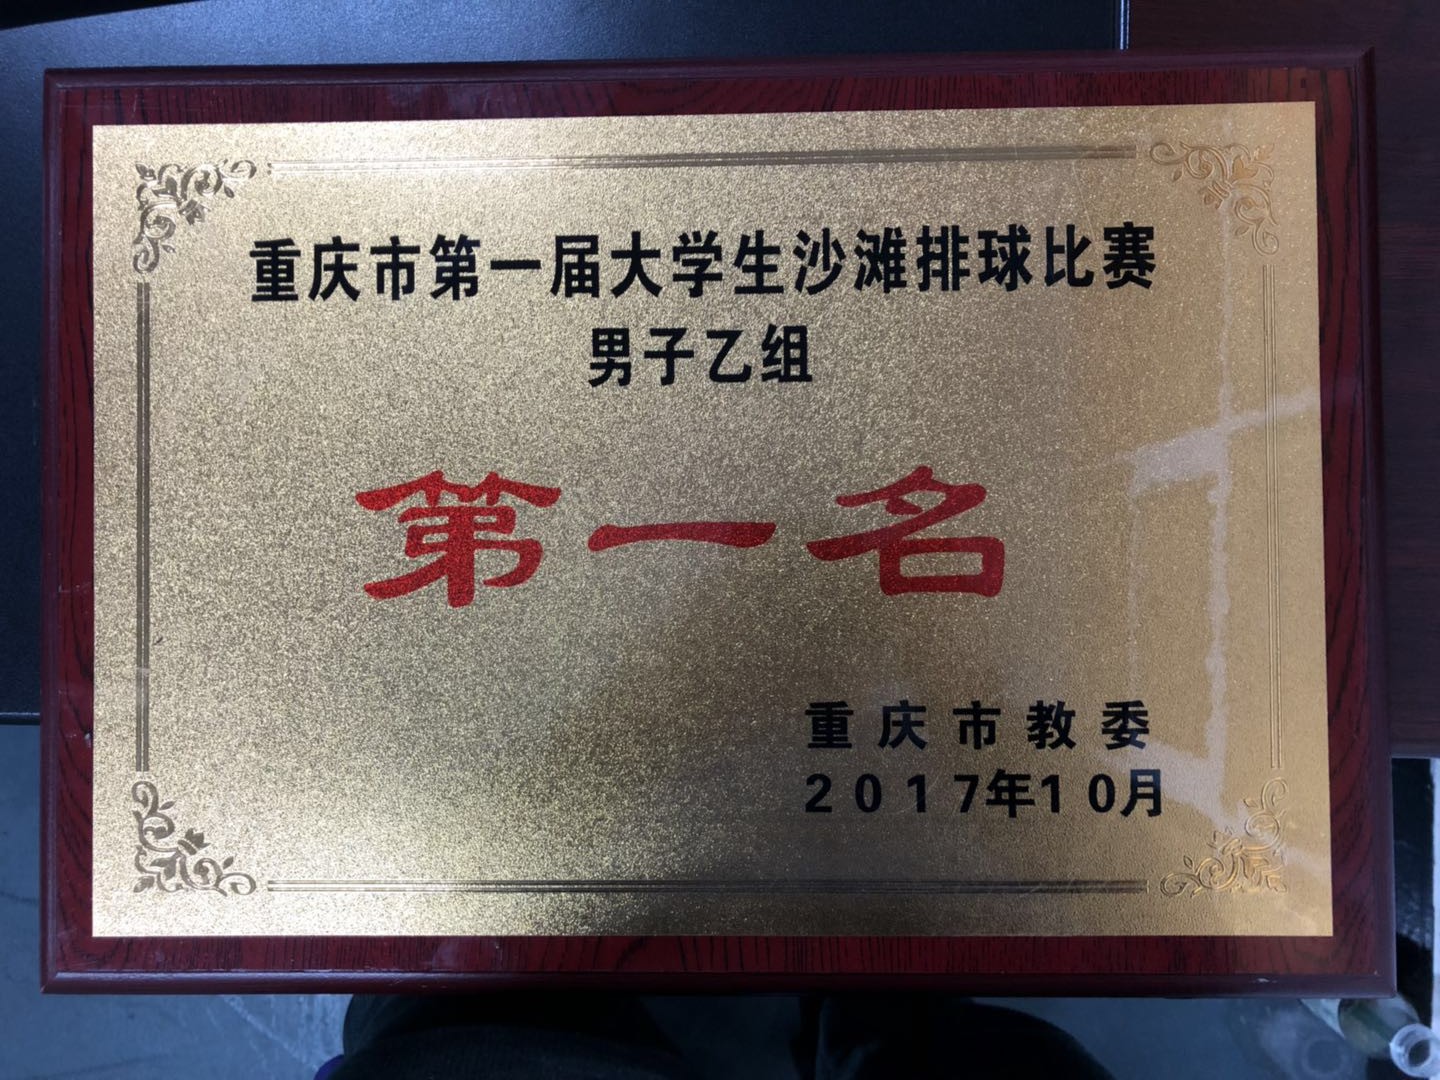 重庆市第一届大学生沙滩排球比赛
男子乙组
第一名
重庆市教委
2017年10月